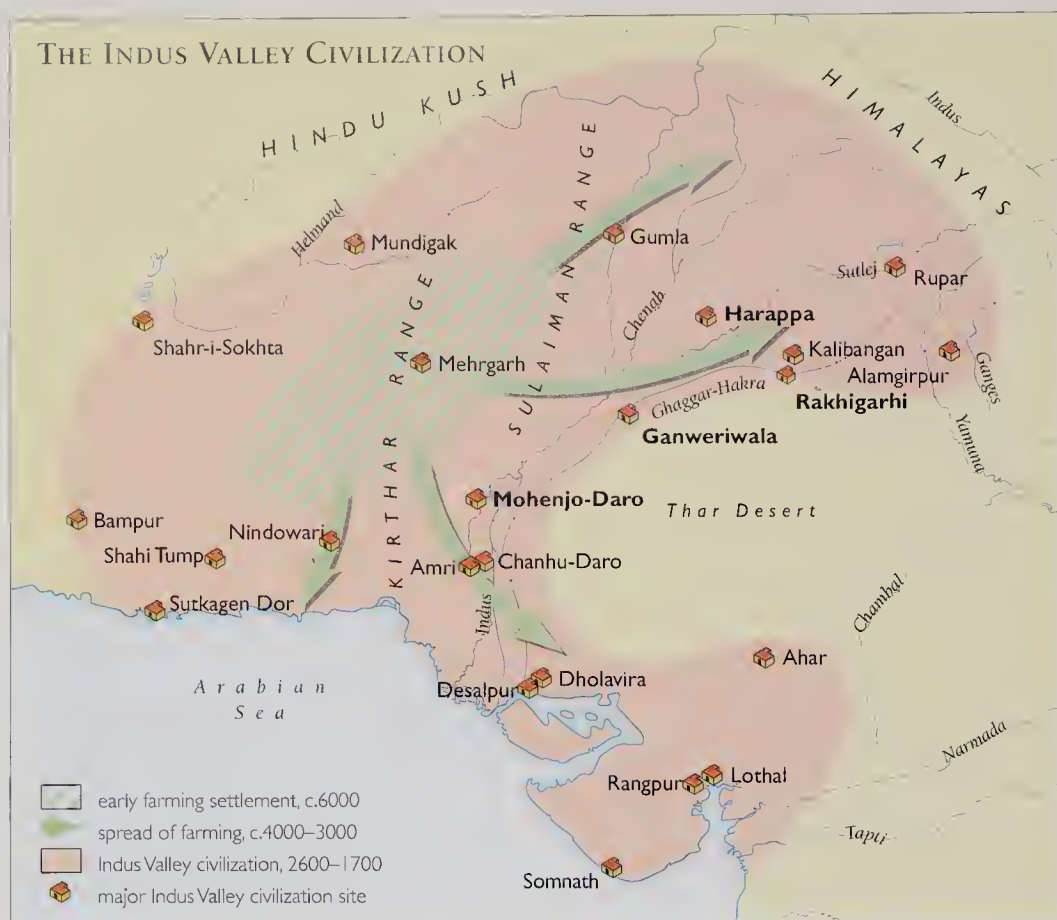 THE INDUS VALLEY CIVILIZATION
HINDU KUSH
HIMALAYAS
Indus
SULAIMAN RANGE
Helmand
Mundigak
Gumla
Sutlej
Rupar
Shahr-i-Sokhta
KIRTHAR RANGE
Mehrgarh
Chenab
Harappa
Kalibangan
Alamgirpur
Ganges
Ghaggar-Hakra
Rakhigarhi
Ganweriwala
Yamuna
Mohenjo-Daro
Thar Desert
Bampur
Nindowari
Shahi Tump
Amri
Chanhu-Daro
Sutkagen Dor
Indus
Chambal
Ahar
Arabian
Sea
Desalpur
Dholavira
Narmada
Rangpur
Lothal
Tapti
Somnath
early farming settlement, c.6000
spread of farming, c.4000–3000
Indus Valley civilization, 2600–1700
major Indus Valley civilization site